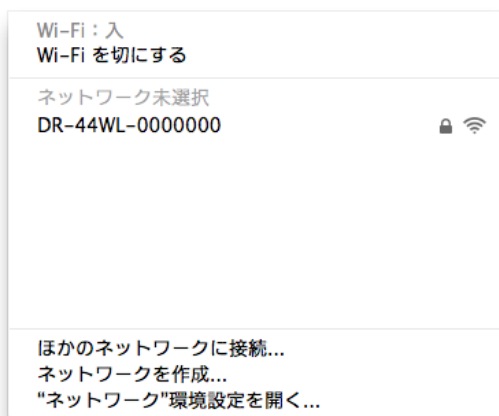 Wi-Fi：入
Wi-Fi を切にする
ネットワーク未選択
DR-44WL-0000000
ほかのネットワークに接続...
ネットワークを作成...
“ネットワーク”環境設定を開く...